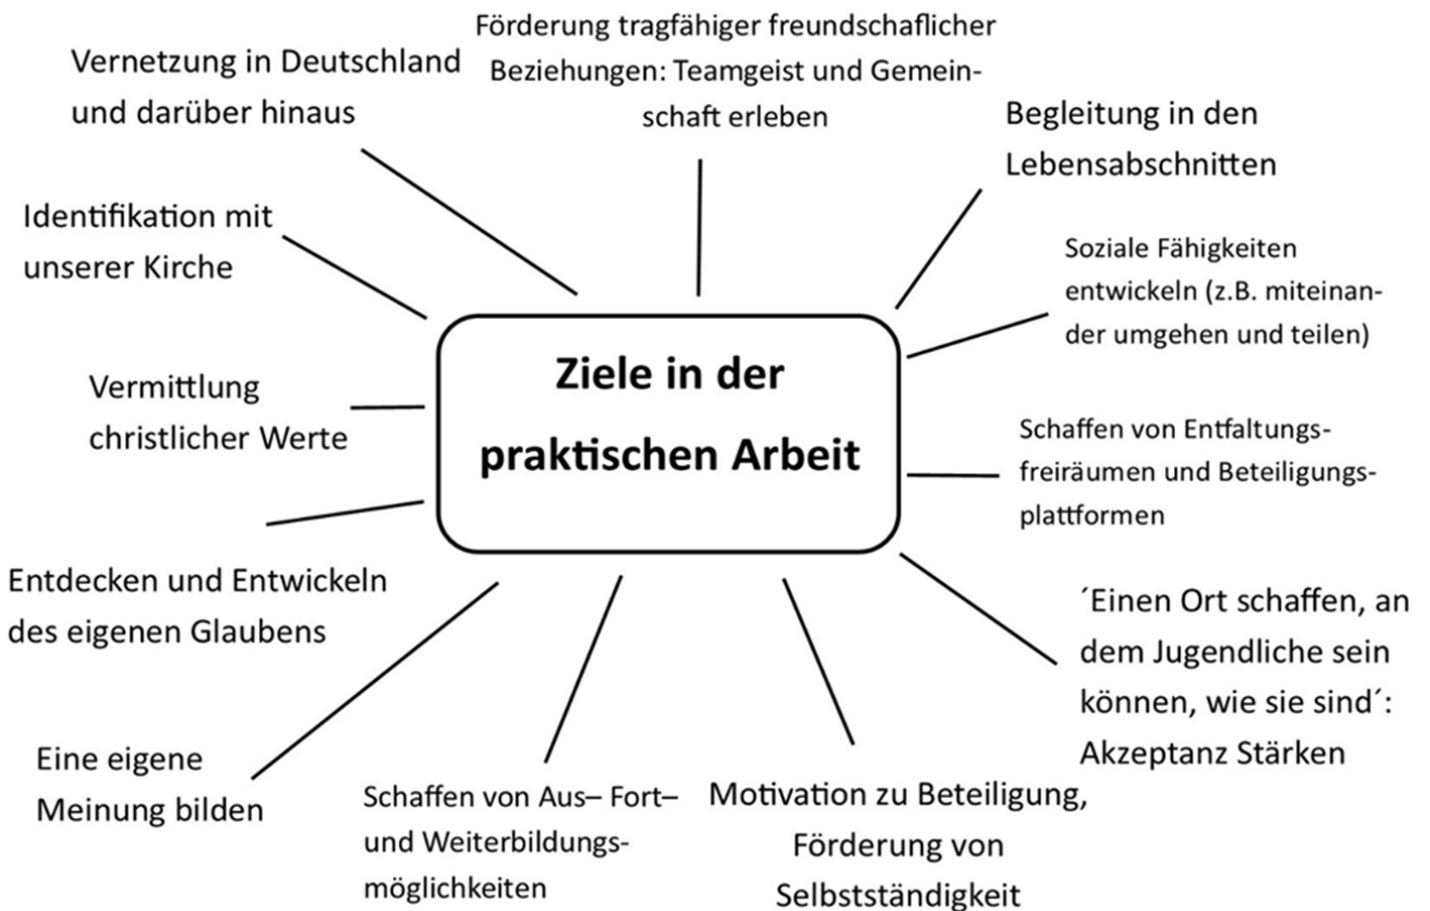 Vernetzung in Deutschland
und darüber hinaus
Förderung tragfähiger freundschaflicher
Beziehungen: Teamgeist und Gemein-
schaft erleben
Begleitung in den
Lebensabschnitten
Identifikation mit
unserer Kirche
Soziale Fähigkeiten
entwickeln (z.B. miteinan-
der umgehen und teilen)
Ziele in der
praktischen Arbeit
Vermittlung
christlicher Werte
Schaffen von Entfaltungs-
freiräumen und Beteiligungs-
plattformen
Entdecken und Entwickeln
des eigenen Glaubens
´Einen Ort schaffen, an
dem Jugendliche sein
können, wie sie sind´:
Akzeptanz Stärken
Eine eigene
Meinung bilden
Schaffen von Aus– Fort–
und Weiterbildungs-
möglichkeiten
Motivation zu Beteiligung,
Förderung von
Selbstständigkeit